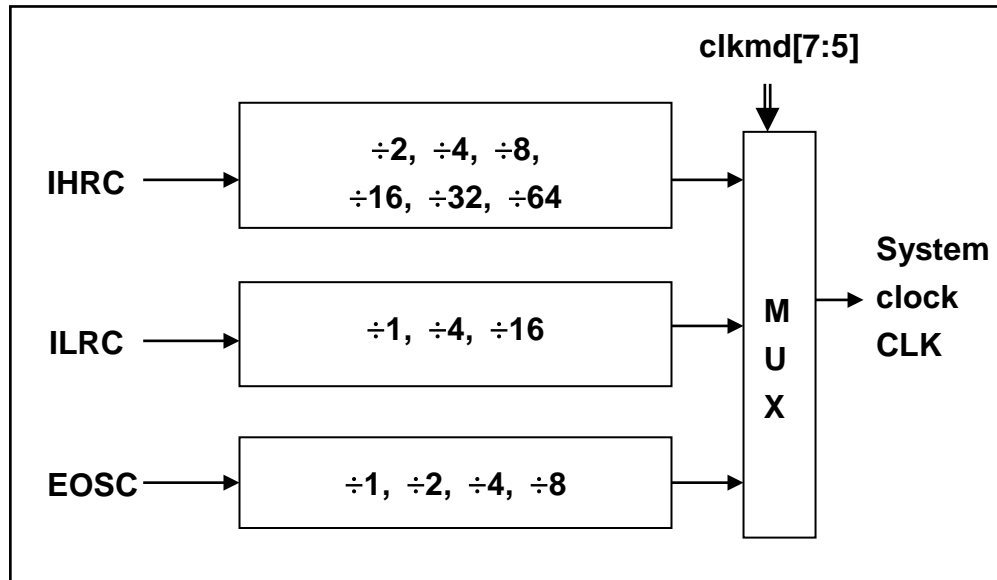 clkmd[7:5]
IHRC
÷2, ÷4, ÷8,
÷16, ÷32, ÷64
ILRC
÷1, ÷4, ÷16
EOSC
÷1, ÷2, ÷4, ÷8
M
U
X
System
clock
CLK